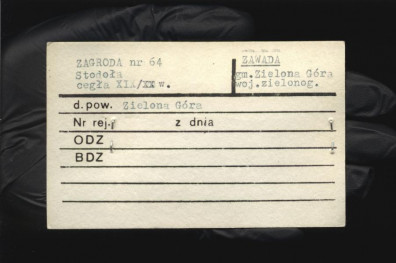 ZAGRODA nr 64
Stodoła
cegła XIX/XX w.
ZAWADA
gm.Zielona Góra
woj.zielonog.
d. pow. Zielona Góra
Nr rej. z dnia
ODZ
BDZ